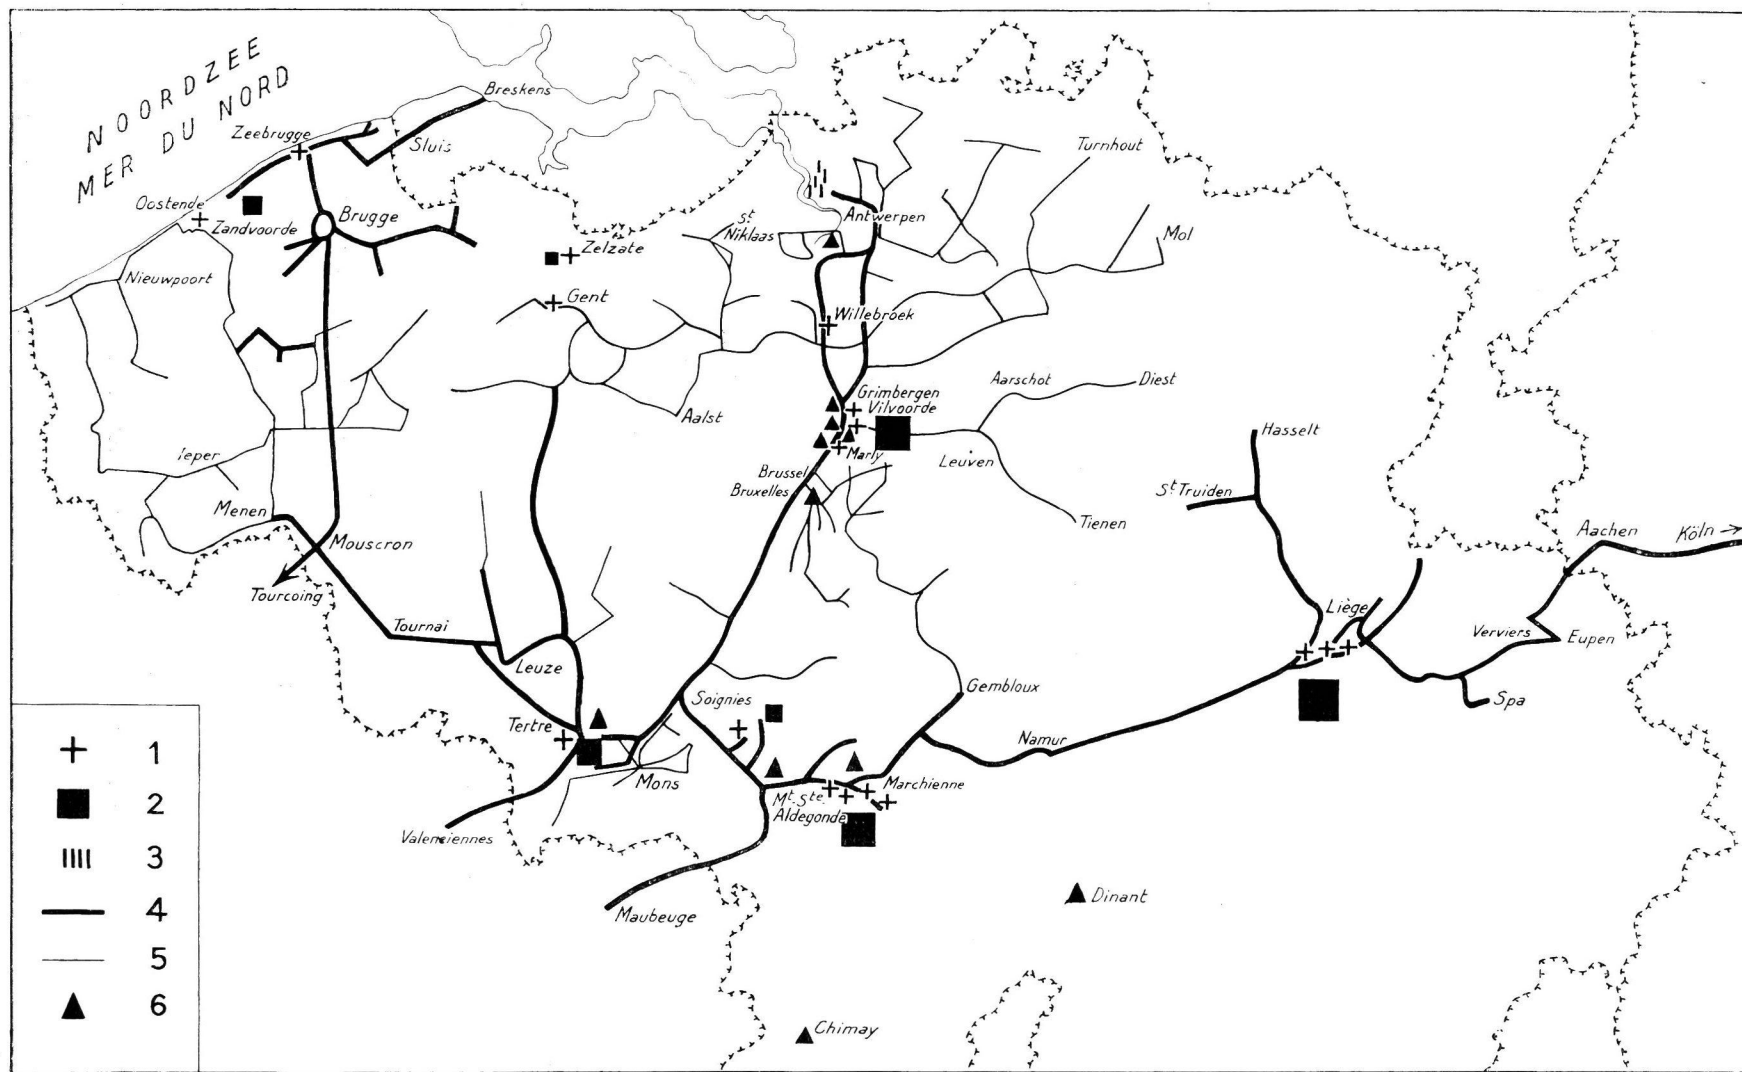 NOORDZEE
MER DU NORD
Breskens
Zeebrugge
Sluis
Turnhout
Oostende
Zandvoorde
Brugge
St
Niklaas
Antwerpen
Mol
Zelzate
Nieuwpoort
Gent
Willebroek
Grimbergen
Vilvoorde
Aarschot
Diest
Aalst
Ieper
Marly
Leuven
Hasselt
Brussel
Bruxelles
St Truiden
Menen
Tienen
Mouscron
Aachen
Köln →
Tourcoing
Tournai
Liège
Verviers
Eupen
Leuze
Soignies
Gembloux
Spa
Tertre
Namur
Mons
Mt. Ste
Aldegonde
Marchienne
Valenciennes
Maubeuge
Dinant
Chimay
1
2
3
4
5
6